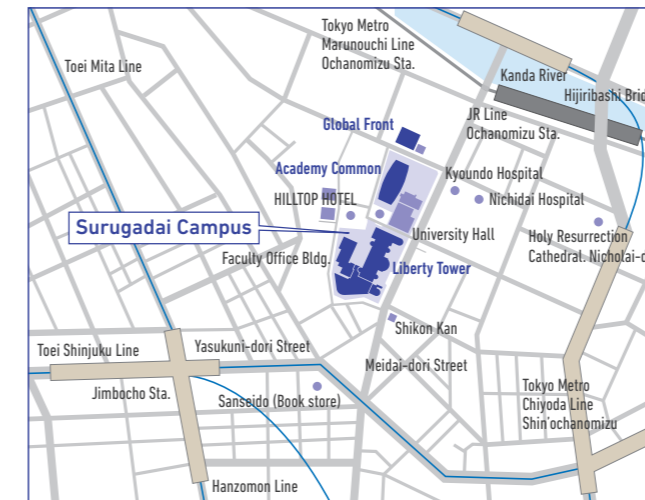 Tokyo Metro
Marunouchi Line
Ochanomizu Sta.
Toei Mita Line
Kanda River
Hijiribashi Brid
JR Line
Ochanomizu Sta.
Global Front
Academy Common
Kyoundo Hospital
HILLTOP HOTEL
Nichidai Hospital
Surugadai Campus
University Hall
Holy Resurrection
Cathedral. Nicholai-d
Faculty Office Bldg.
Liberty Tower
Shikon Kan
Toei Shinjuku Line
Yasukuni-dori Street
Meidai-dori Street
Jimbocho Sta.
Sanseido (Book store)
Tokyo Metro
Chiyoda Line
Shin'ochanomizu
Hanzomon Line